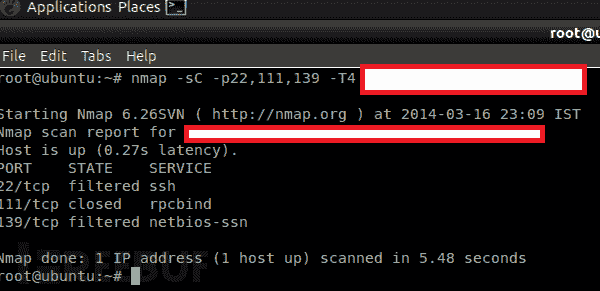 Applications Places
root@u
File Edit Tabs Help
root@ubuntu:~# nmap -sC -p22,111,139 -T4
Starting Nmap 6.26SVN ( http://nmap.org ) at 2014-03-16 23:09 IST
Nmap scan report for
Host is up (0.27s latency).
PORT STATE SERVICE
22/tcp filtered ssh
111/tcp closed rpcbind
139/tcp filtered netbios-ssn
Nmap done: 1 IP address (1 host up) scanned in 5.48 seconds
root@ubuntu:~#